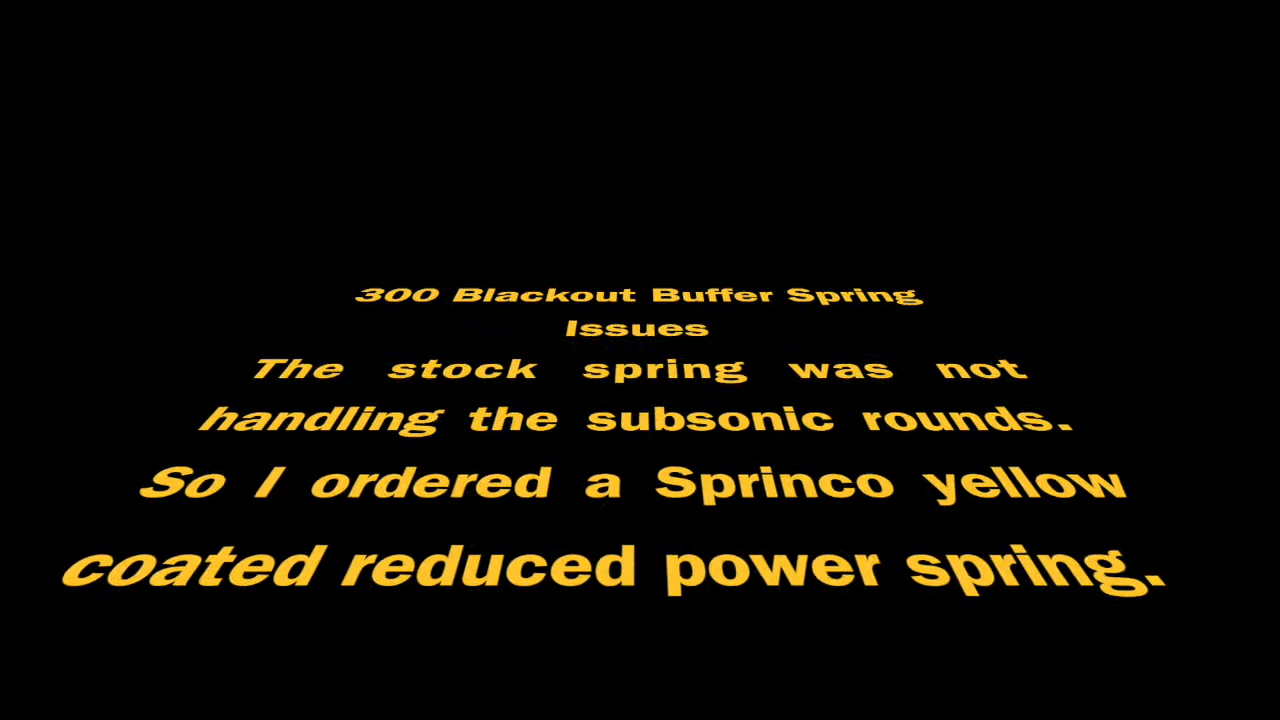 300 Blackout Buffer Spring
Issues
The stock spring was not
handling the subsonic rounds.
So I ordered a Sprinco yellow
coated reduced power spring.